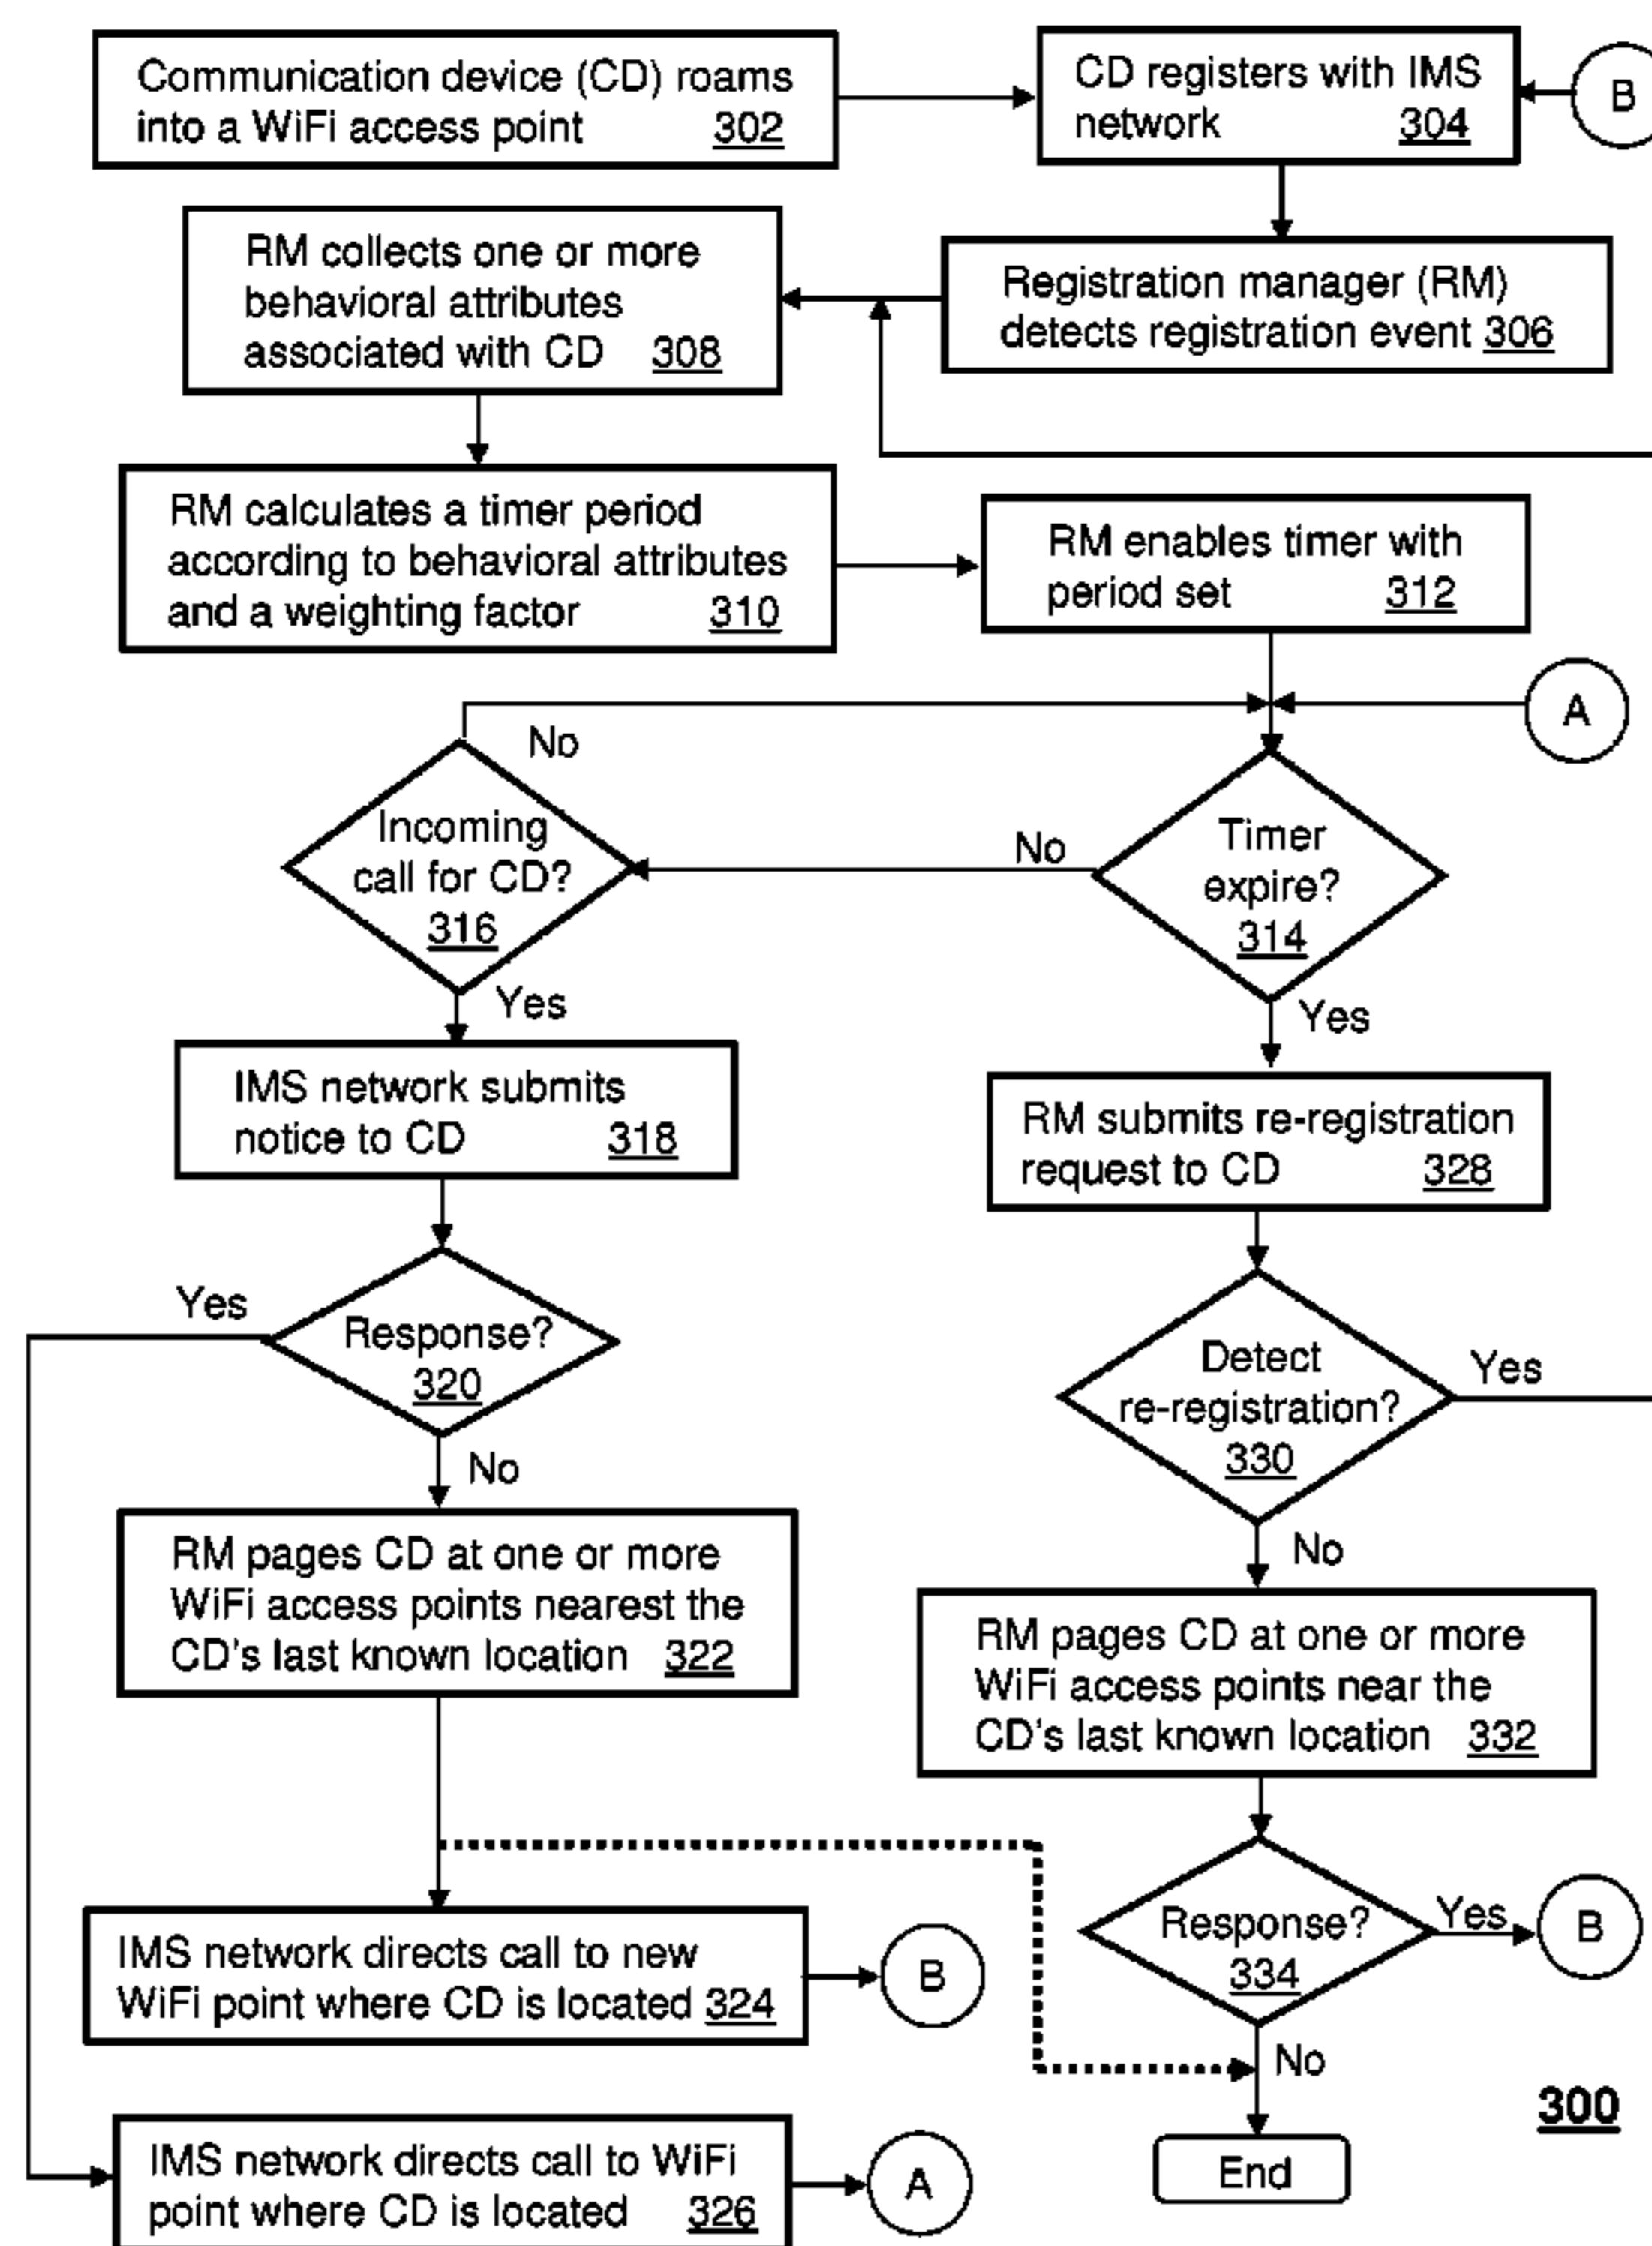 Communication device (CD) roams
into a WiFi access point 302
CD registers with IMS
network 304
B
RM collects one or more
behavioral attributes
associated with CD 308
Registration manager (RM)
detects registration event 306
RM calculates a timer period
according to behavioral attributes
and a weighting factor 310
RM enables timer with
period set 312
A
No
Incoming
call for CD?
316
No
Timer
expire?
314
Yes
Yes
IMS network submits
notice to CD 318
RM submits re-registration
request to CD 328
Yes
Response?
320
Detect
re-registration?
330
Yes
No
No
RM pages CD at one or more
WiFi access points nearest the
CD's last known location 322
RM pages CD at one or more
WiFi access points near the
CD's last known location 332
Response?
334
Yes
B
IMS network directs call to new
WiFi point where CD is located 324
B
No
300
IMS network directs call to WiFi
point where CD is located 326
A
End